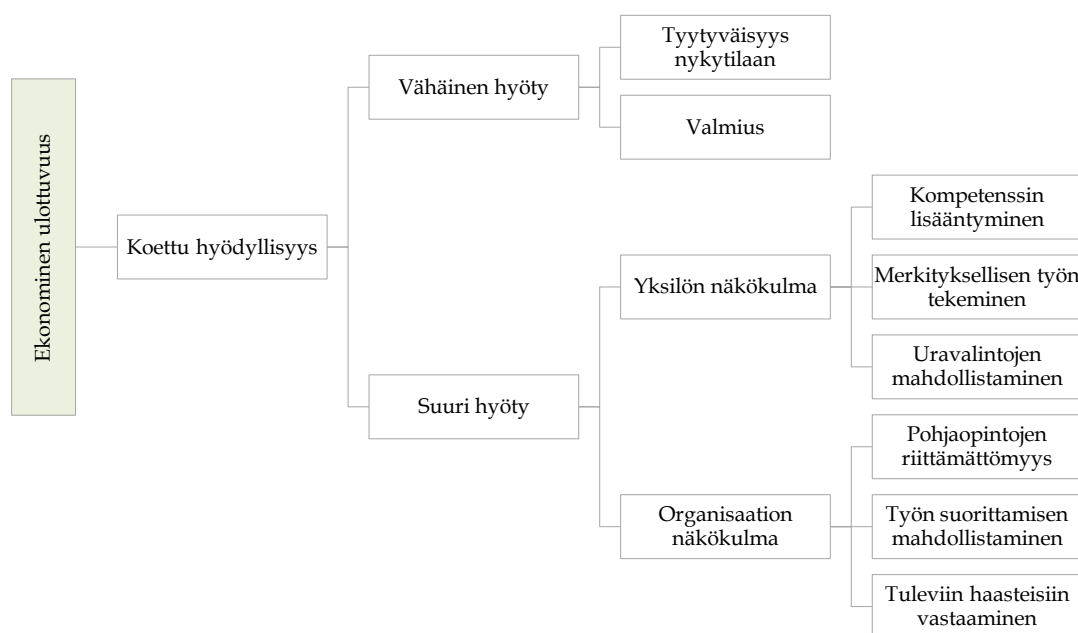 Ekonominen ulottuvuus
Koettu hyödyllisyys
Vähäinen hyöty
Tyytyväisyys
nykytilaan
Valmius
Suuri hyöty
Yksilön näkökulma
Kompetenssin
lisääntyminen
Merkityksellisen työn
tekeminen
Uravalintojen
mahdollistaminen
Organisaation
näkökulma
Pohjaopintojen
riittämättömyys
Työn suorittamisen
mahdollistaminen
Tuleviin haasteisiin
vastaaminen